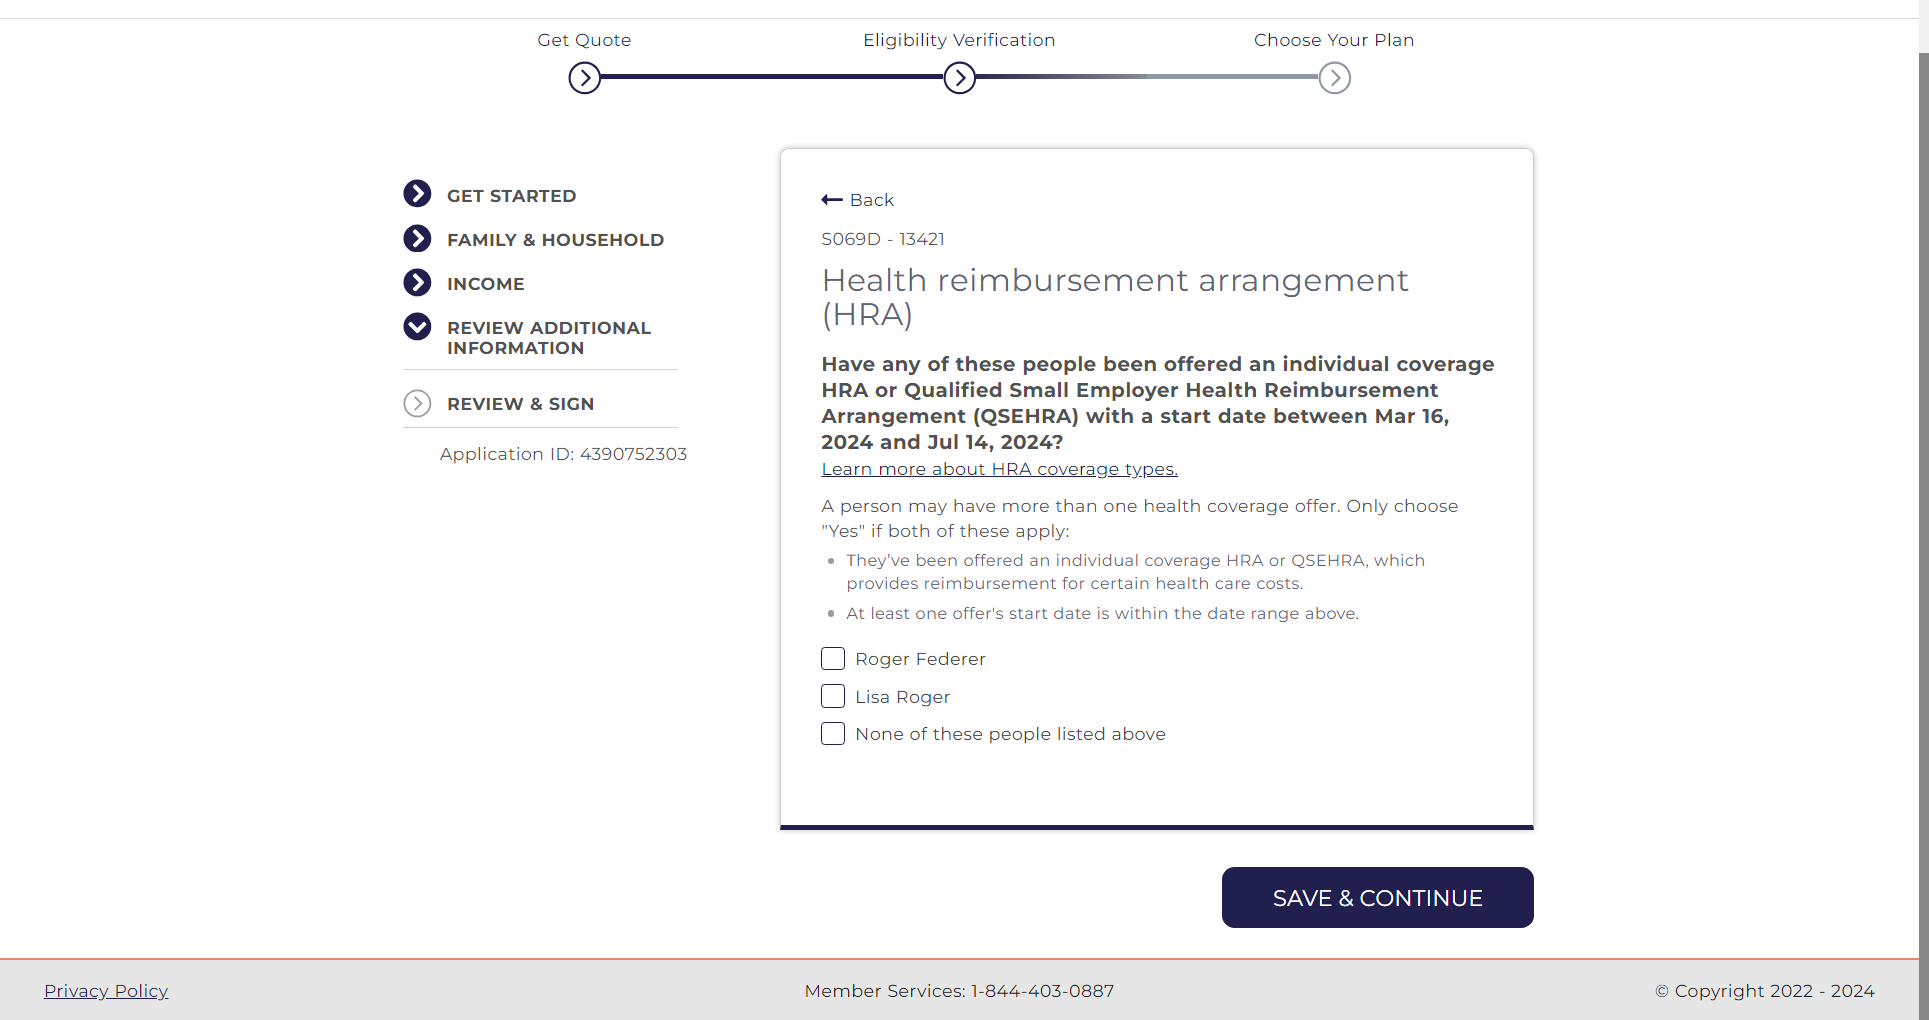 Get Quote
Eligibility Verification
Choose Your Plan
GET STARTED
FAMILY & HOUSEHOLD
INCOME
REVIEW ADDITIONAL
INFORMATION
REVIEW & SIGN
Application ID: 4390752303
Back
S069D - 13421
Health reimbursement arrangement
(HRA)
Have any of these people been offered an individual coverage
HRA or Qualified Small Employer Health Reimbursement
Arrangement (QSEHRA) with a start date between Mar 16,
2024 and Jul 14, 2024?
Learn more about HRA coverage types.
A person may have more than one health coverage offer. Only choose
"Yes" if both of these apply:
They've been offered an individual coverage HRA or QSEHRA, which
provides reimbursement for certain health care costs.
At least one offer's start date is within the date range above.
Roger Federer
Lisa Roger
None of these people listed above
SAVE & CONTINUE
Privacy Policy
Member Services: 1-844-403-0887
© Copyright 2022 - 2024